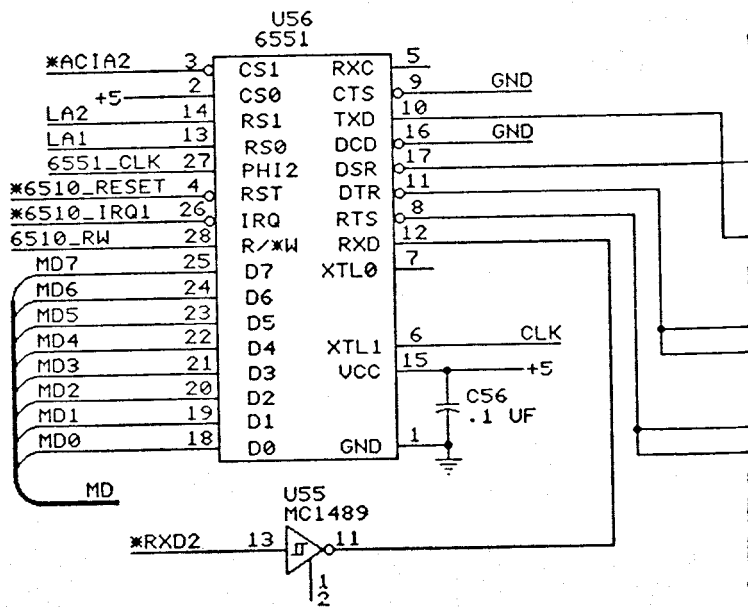 U56
6551
*ACIA2 3 CS1 RXC 5
+5 2 CS0 CTS 9 GND
LA2 14 RS1 TXD 10
LA1 13 RS0 DCD 16 GND
6551_CLK 27 PHI2 DSR 17
*6510_RESET 4 RST DTR 11
*6510_IRQ1 26 IRQ RTS 8
6510_RW 28 R/*W RXD 12
MD7 25 D7 XTL0 7
MD6 24 D6
MD5 23 D5
MD4 22 D4 XTL1 6 CLK
MD3 21 D3 VCC 15 +5
MD2 20 D2 C56
MD1 19 D1 .1 UF
MD0 18 D0 GND 1
MD
U55
MC1489
*RXD2 13 11
1
2